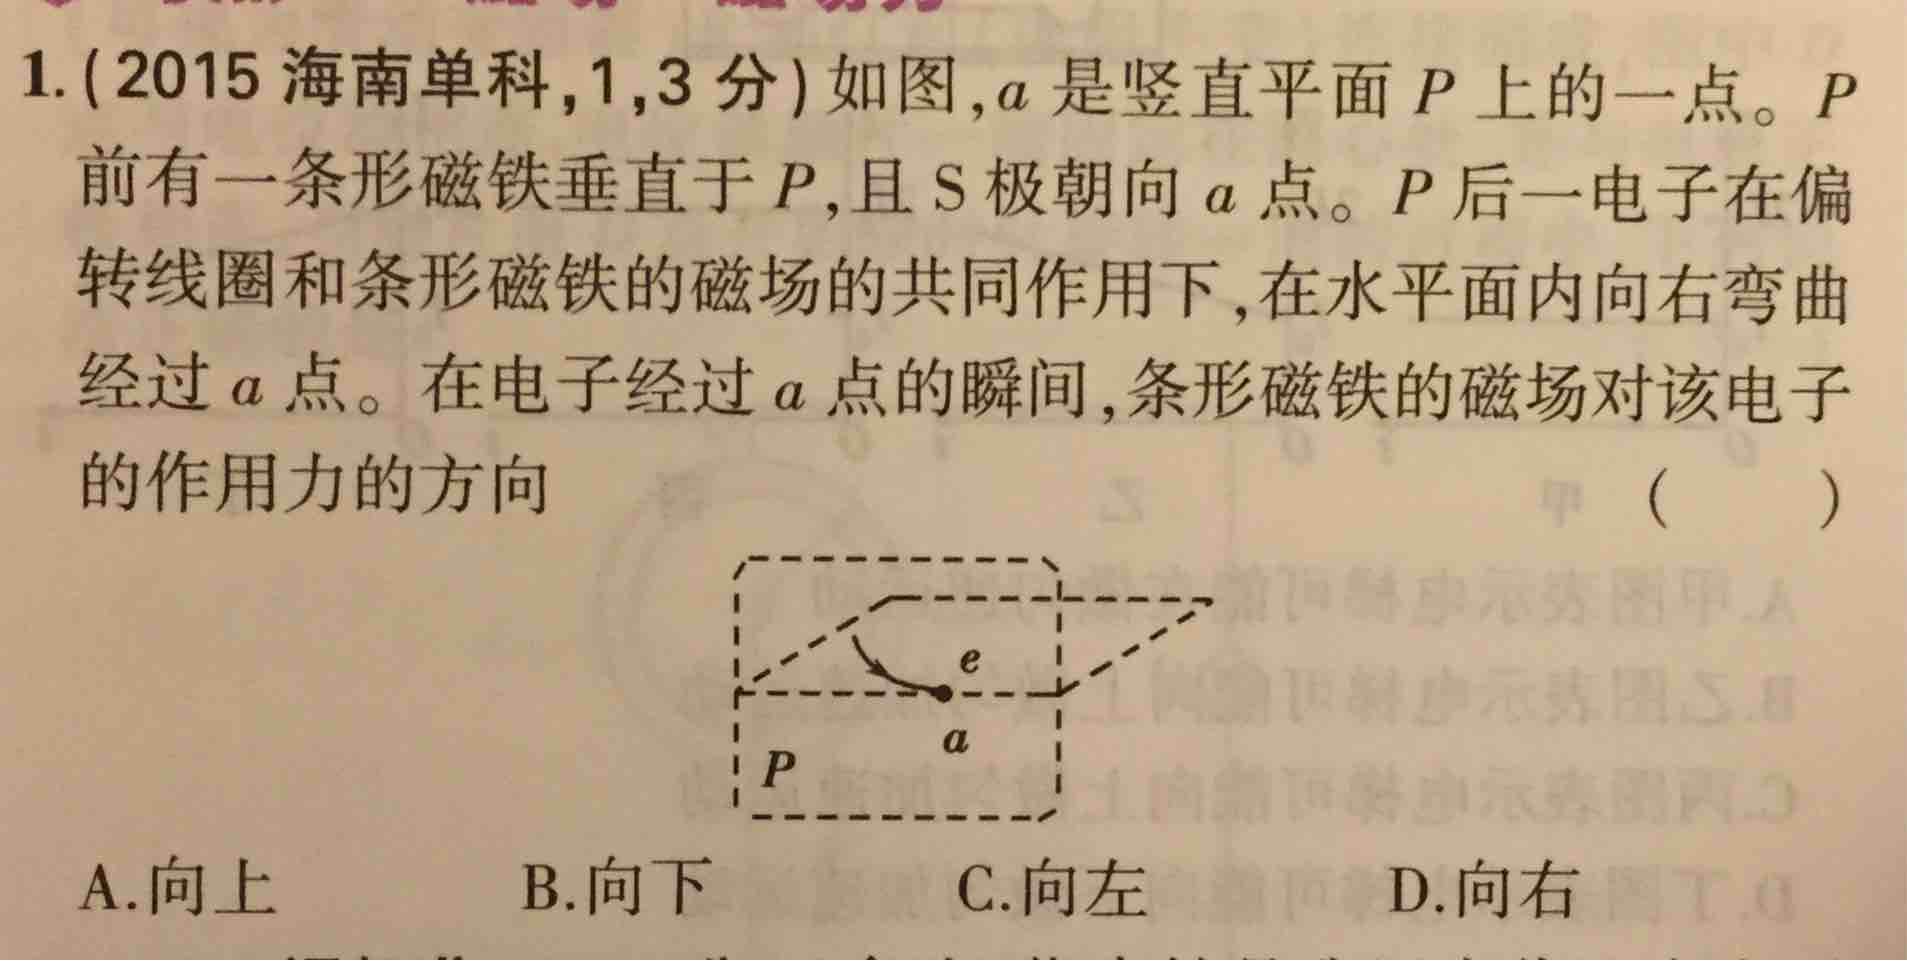 1.(2015 海南单科,1,3 分)如图,a 是竖直平面 P 上的一点。P
前有一条形磁铁垂直于 P,且 S 极朝向 a 点。P 后一电子在偏
转线圈和条形磁铁的磁场的共同作用下,在水平面内向右弯曲
经过 a 点。在电子经过 a 点的瞬间,条形磁铁的磁场对该电子
的作用力的方向 ( )
e
a
P
A.向上 B.向下 C.向左 D.向右